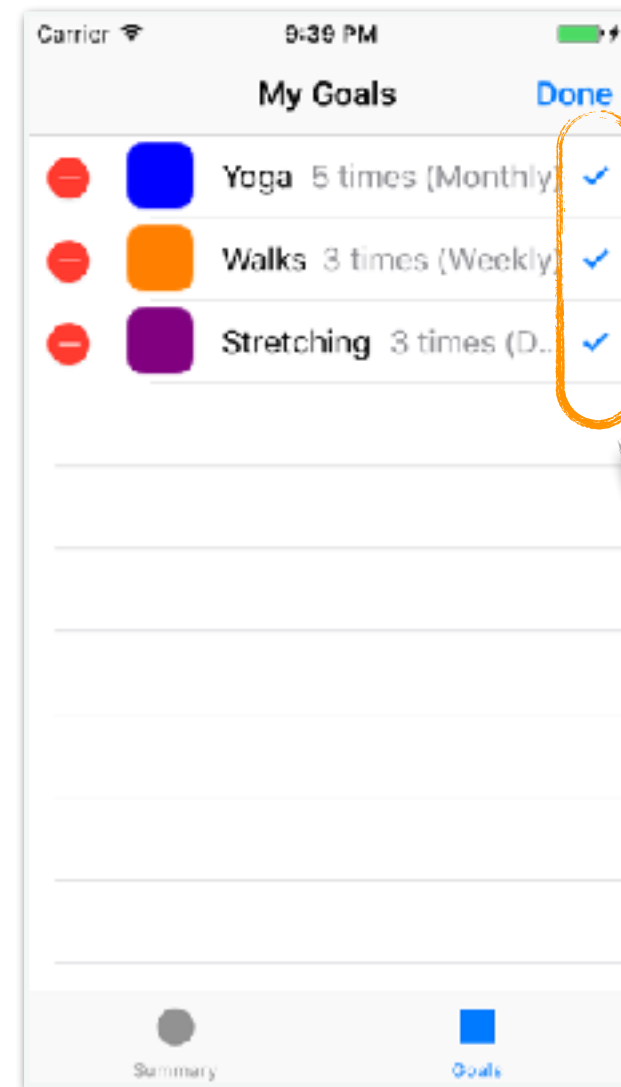 Carrier 9:39 PM
My Goals Done
Yoga 5 times (Monthly)
Walks 3 times (Weekly)
Stretching 3 times (D...
Summary Goals